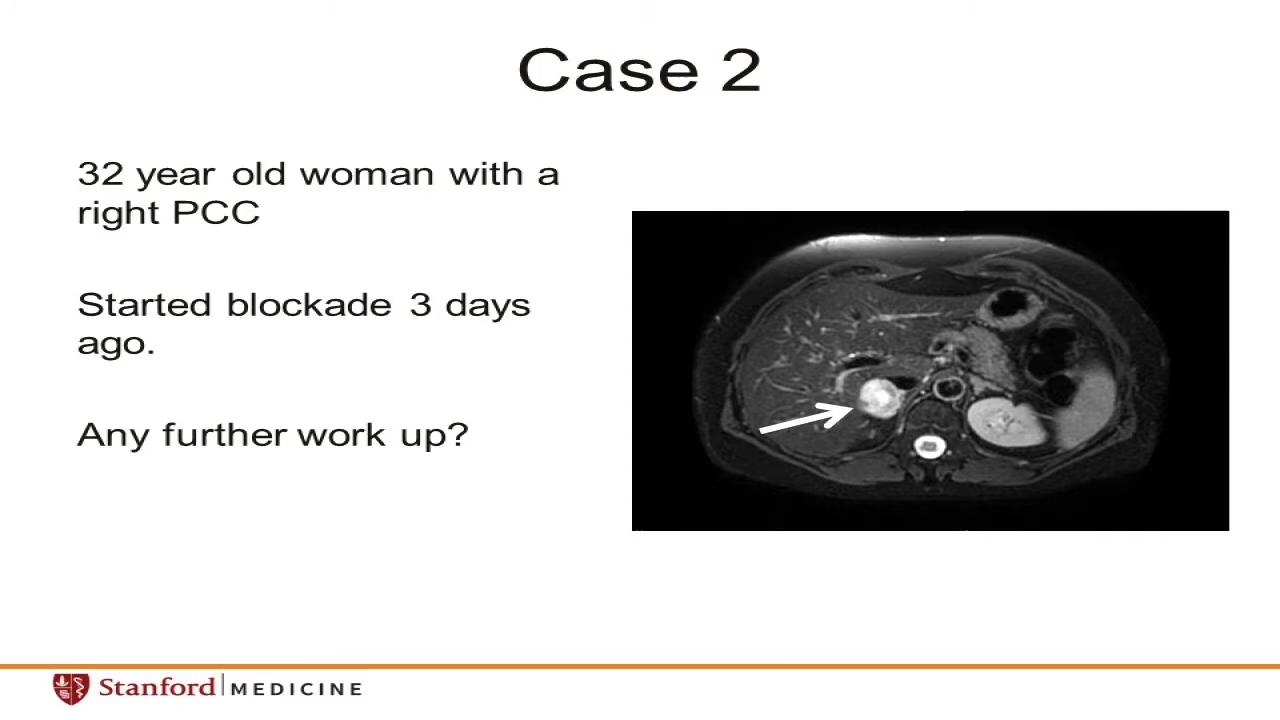 Case 2
32 year old woman with a
right PCC
Started blockade 3 days
ago.
Any further work up?
Stanford MEDICINE